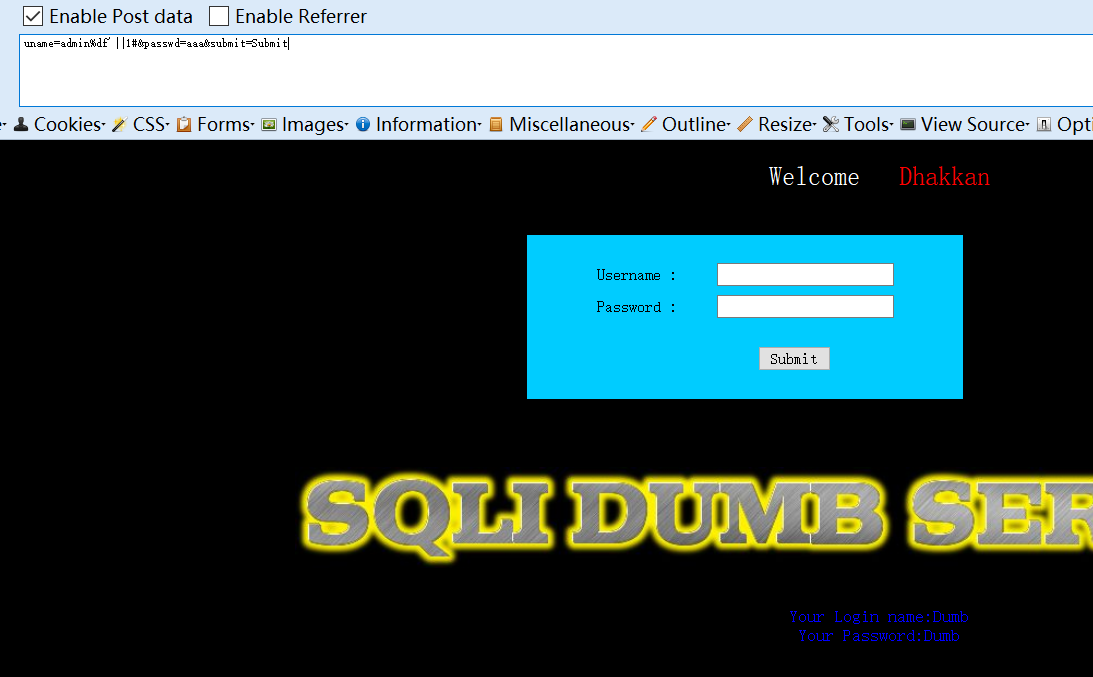 Enable Post data Enable Referrer
uname=admin%df' ||1#&passwd=aaa&submit=Submit
Cookies CSS Forms Images Information Miscellaneous Outline Resize Tools View Source Opti
Welcome Dhakkan
Username :
Password :
Submit
SQLI DUMB SER
Your Login name:Dumb
Your Password:Dumb